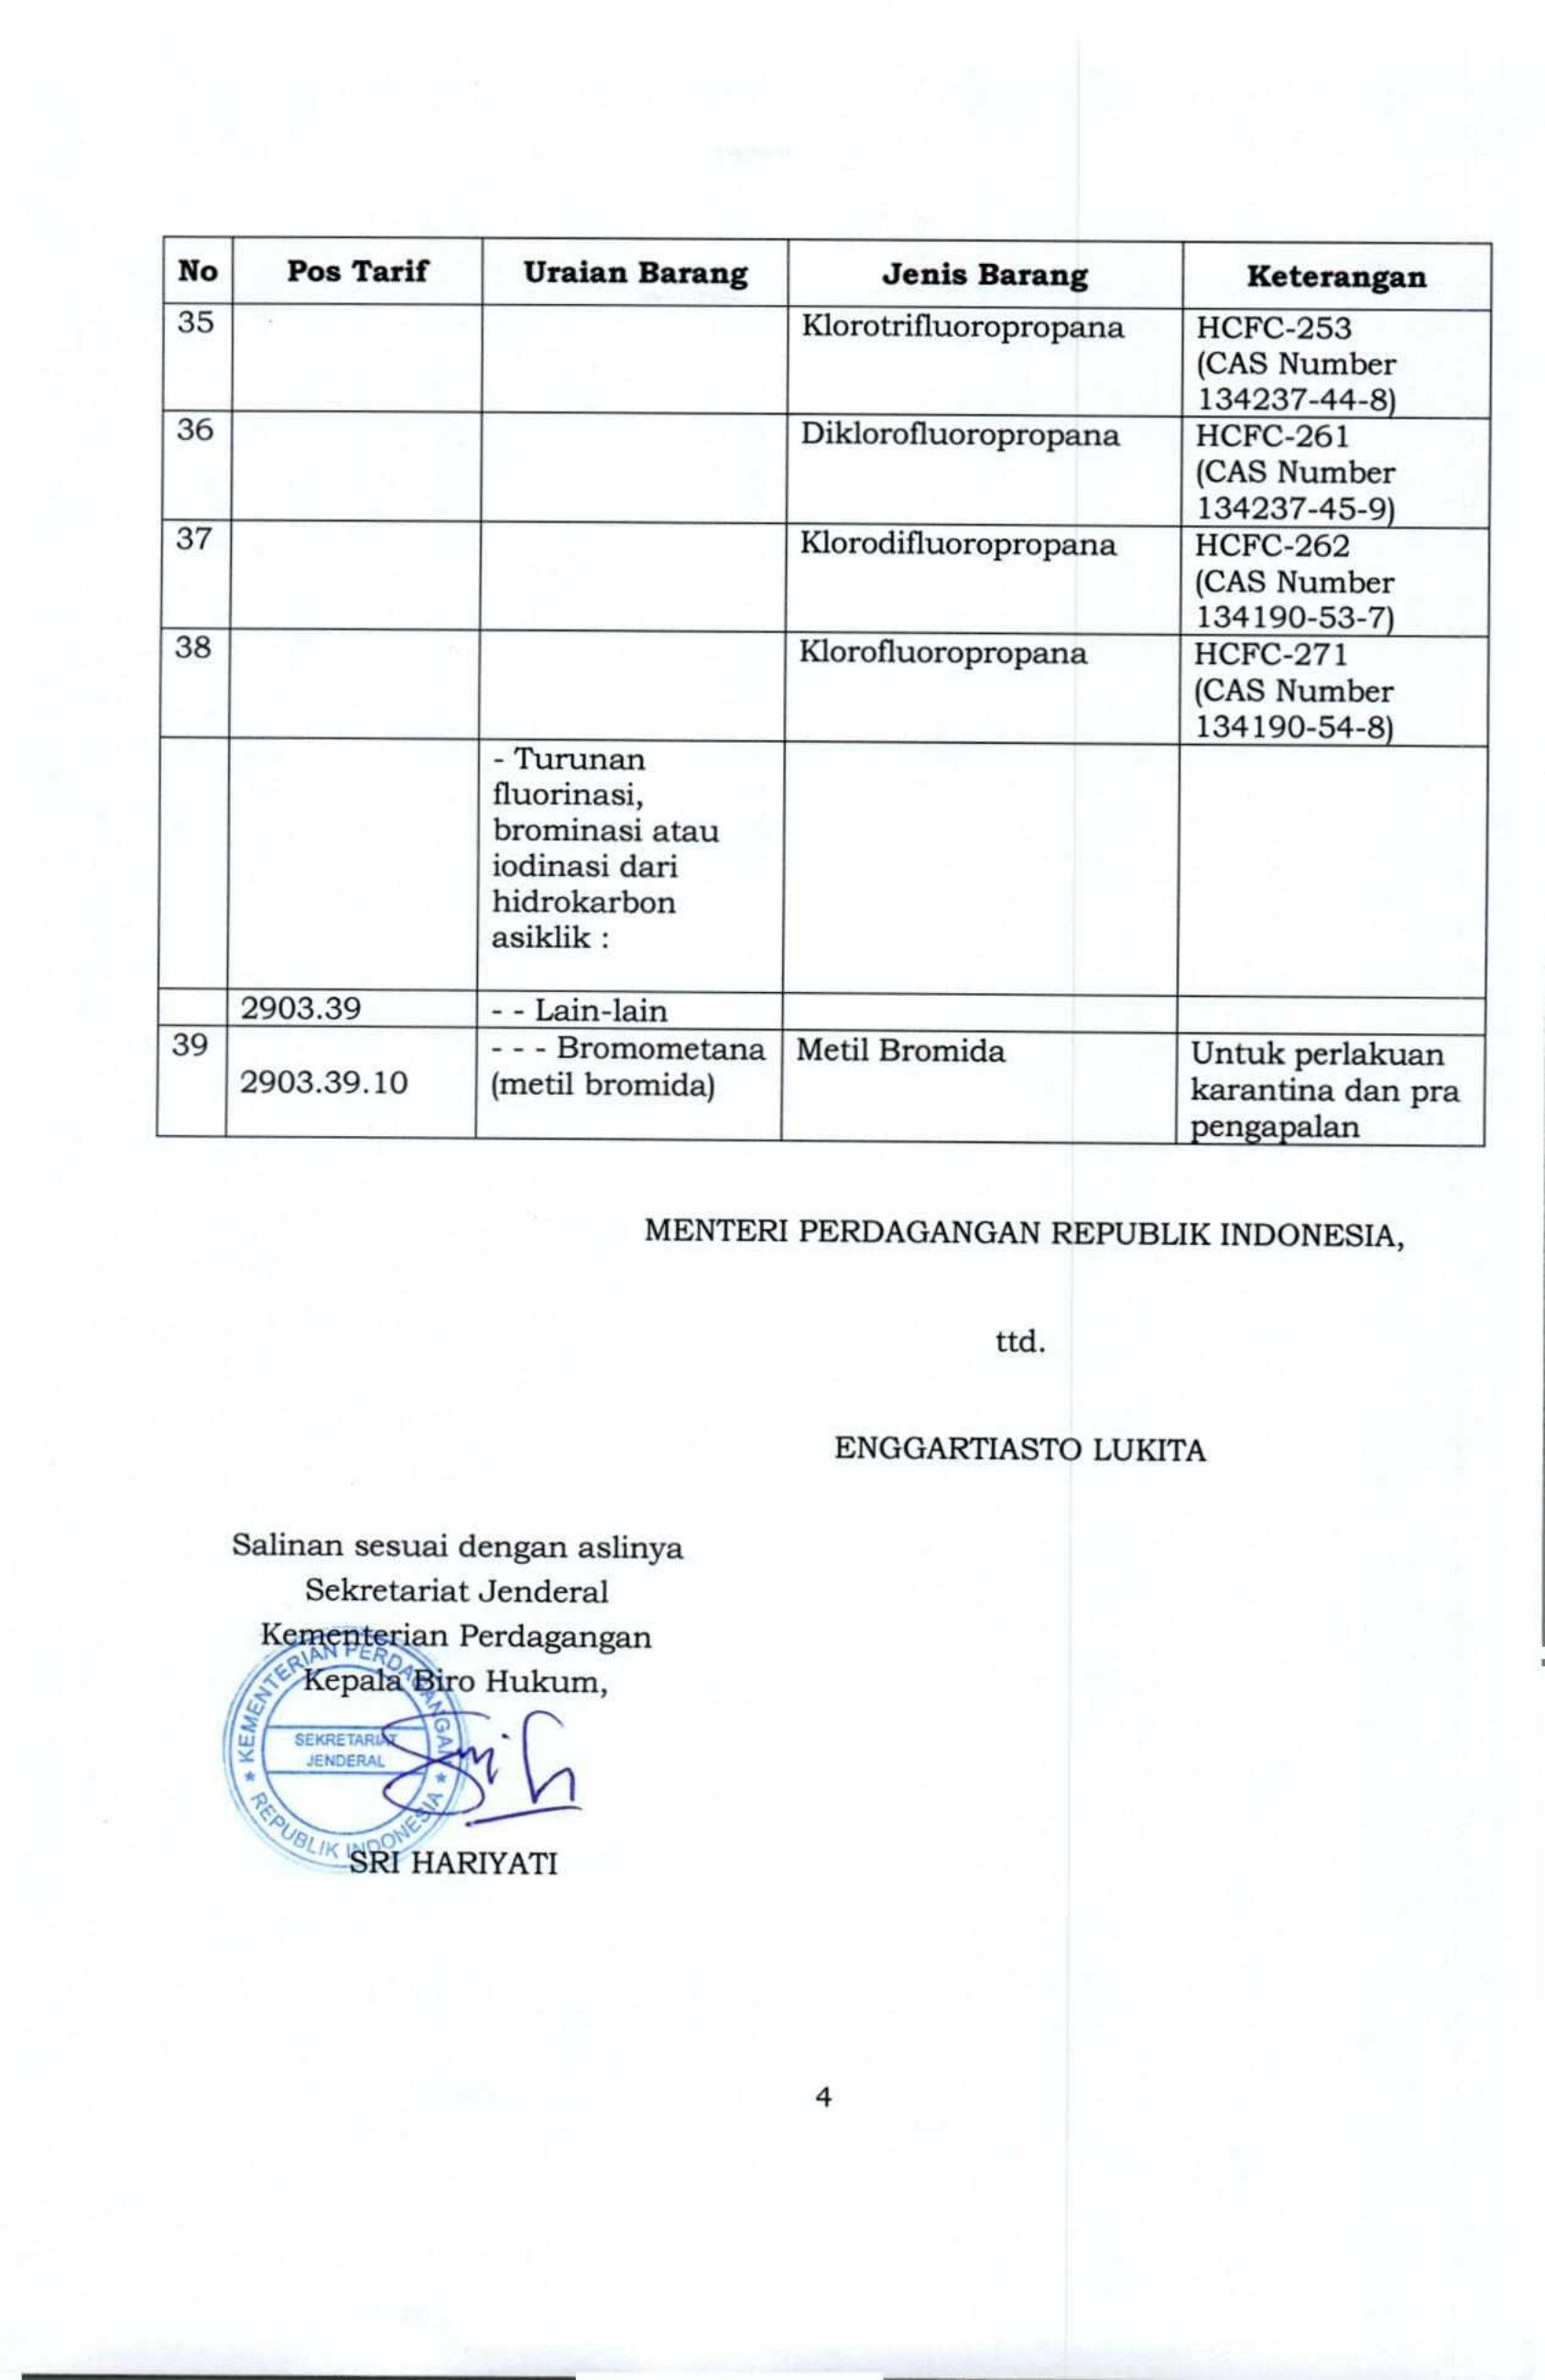 No Pos Tarif Uraian Barang Jenis Barang Keterangan
35 Klorotrifluoropropana HCFC-253
(CAS Number
134237-44-8)
36 Diklorofluoropropana HCFC-261
(CAS Number
134237-45-9)
37 Klorodifluoropropana HCFC-262
(CAS Number
134190-53-7)
38 Klorofluoropropana HCFC-271
(CAS Number
134190-54-8)
- Turunan
fluorinasi,
brominasi atau
iodinasi dari
hidrokarbon
asiklik :
2903.39 - - Lain-lain
39 - - - Bromometana Metil Bromida Untuk perlakuan
2903.39.10 (metil bromida) karantina dan pra
pengapalan
MENTERI PERDAGANGAN REPUBLIK INDONESIA,
ttd.
ENGGARTIASTO LUKITA
Salinan sesuai dengan aslinya
Sekretariat Jenderal
Kementerian Perdagangan
Kepala Biro Hukum,
KEMENTERIAN PERDAGANGAN
SEKRETARIAT
JENDERAL
REPUBLIK INDONESIA
SRI HARIYATI
4